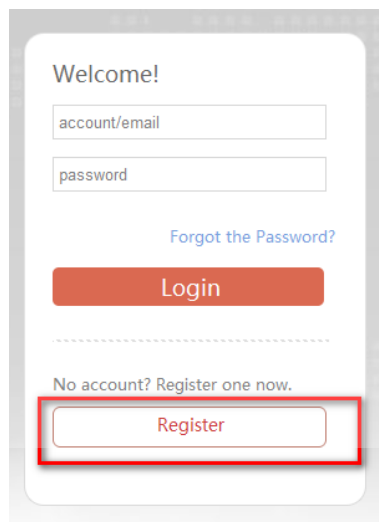 Welcome!
account/email
password
Forgot the Password?
Login
No account? Register one now.
Register